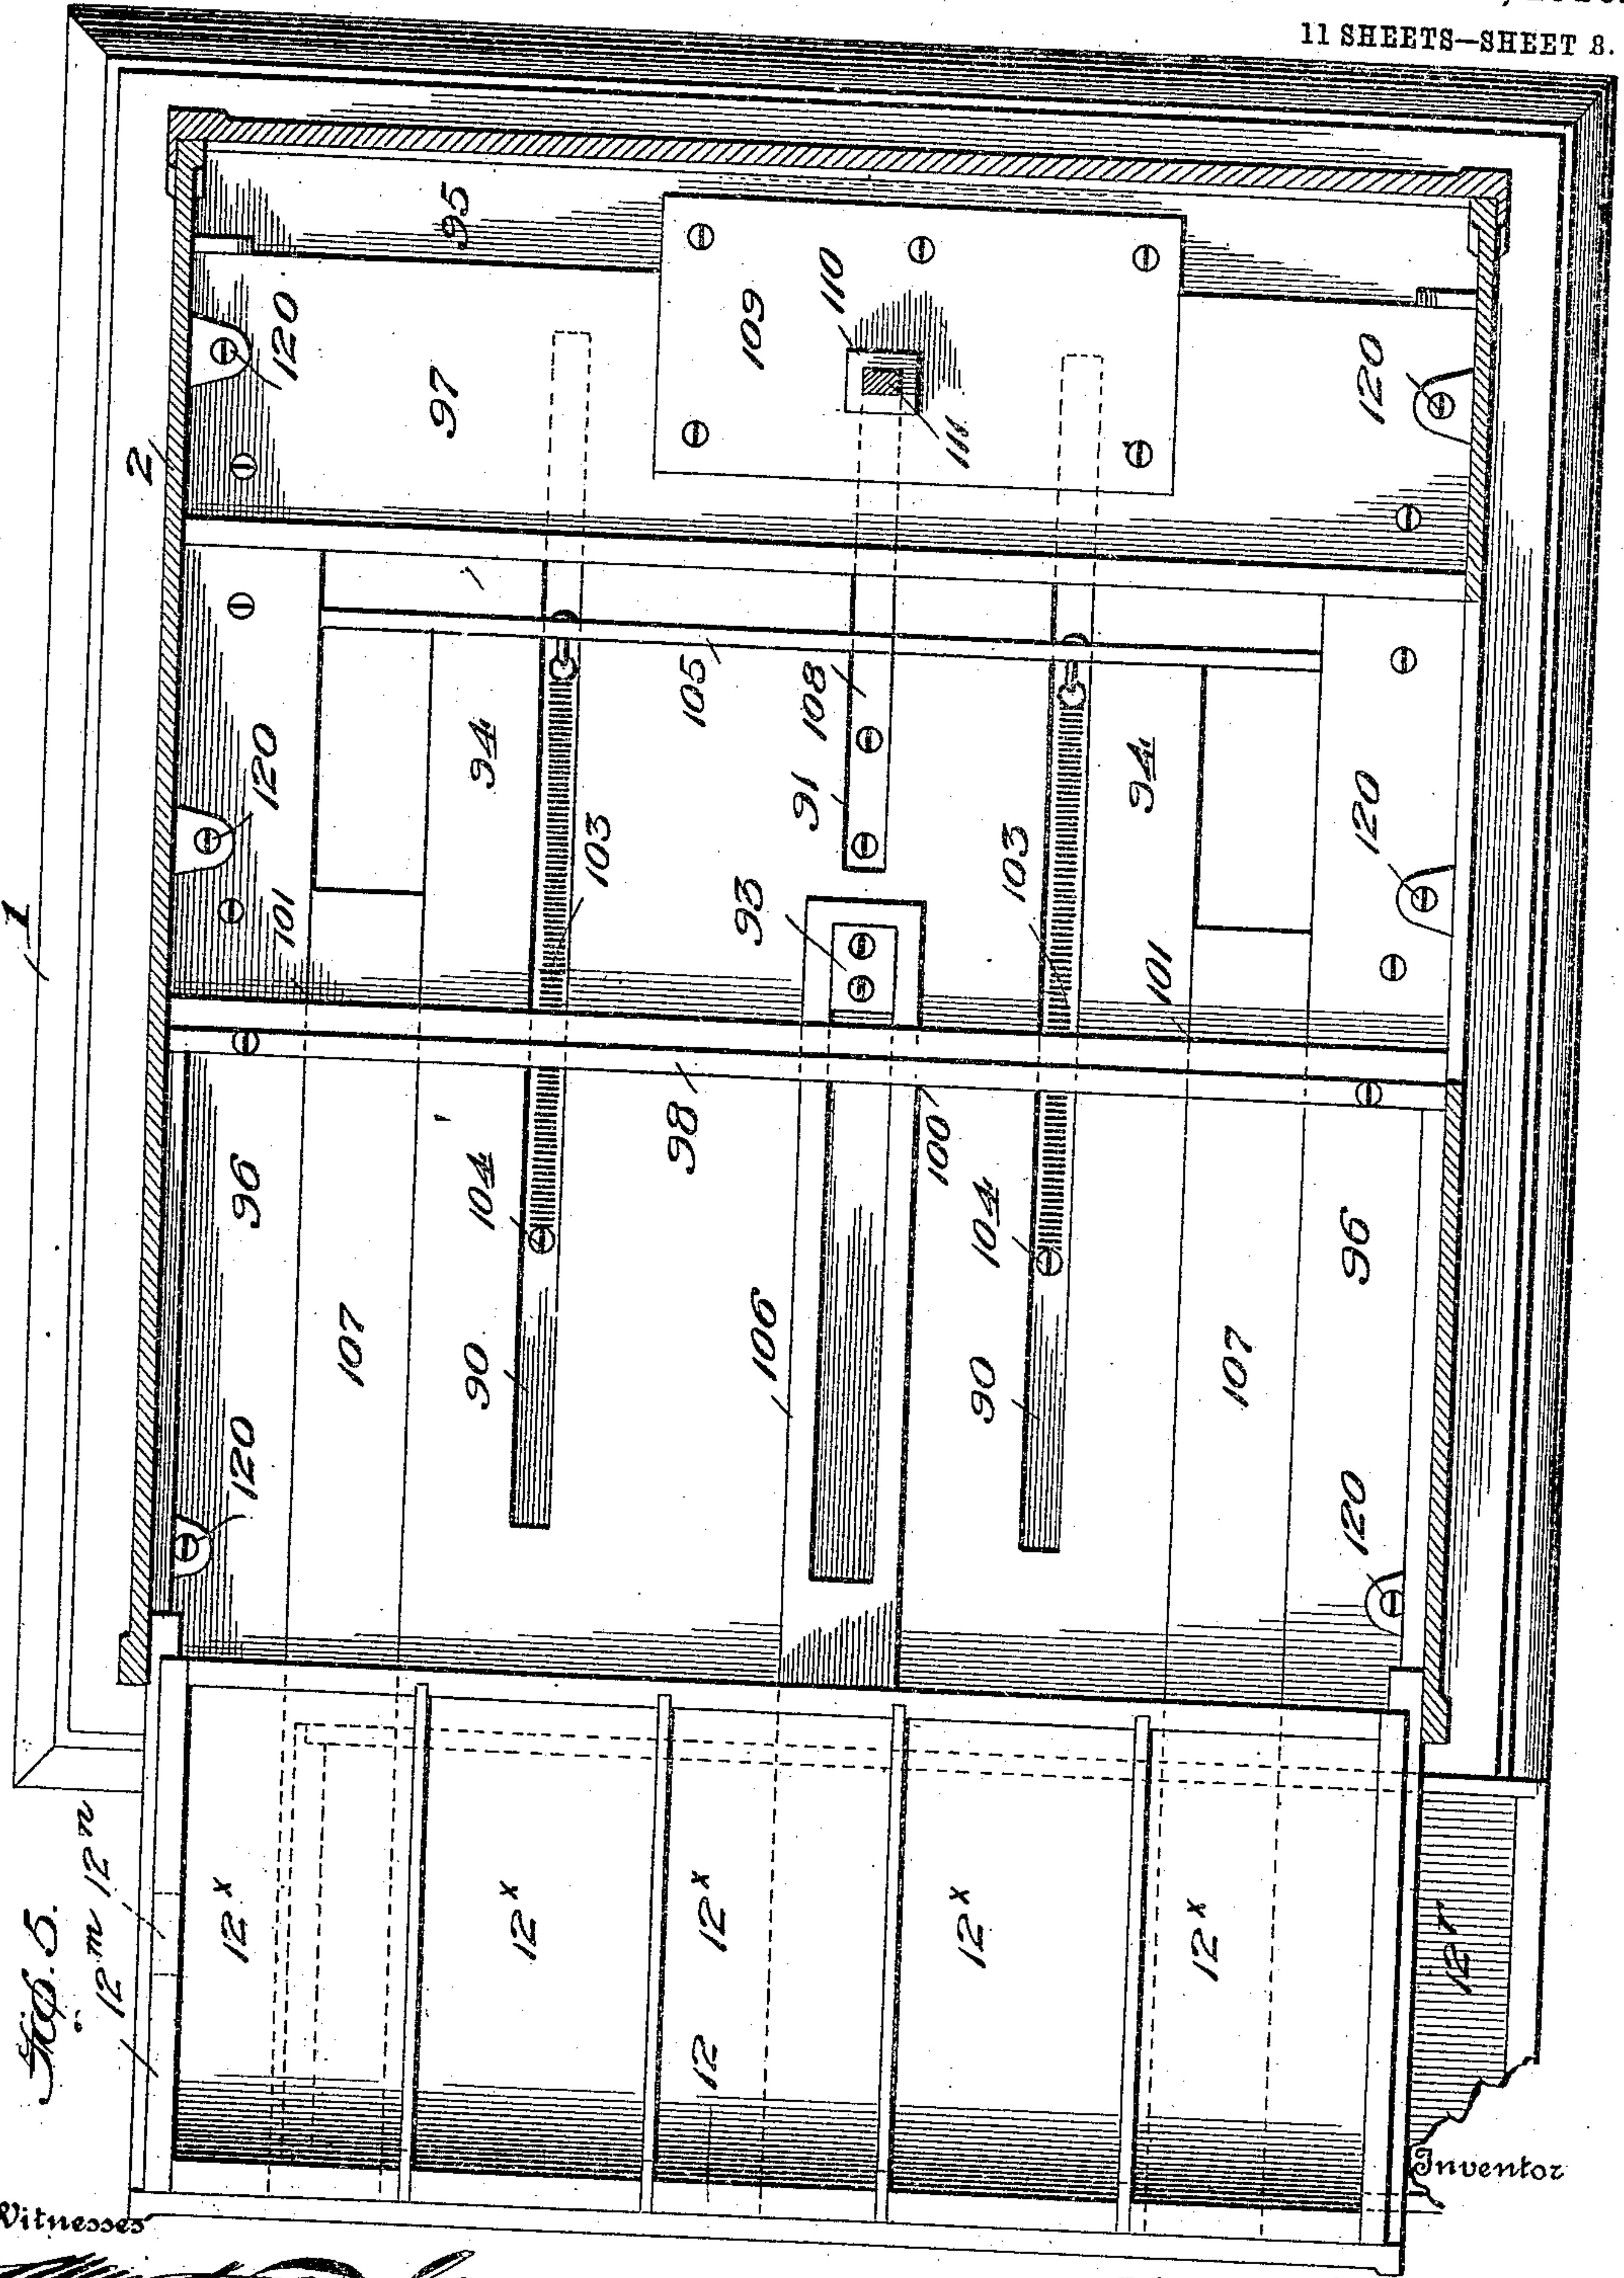 11 SHEETS—SHEET 8.
1
2
95
97
120
109
110
111
120
94
105
108
91
93
103
103
94
120
101
120
101
96
98
100
104
104
107
90
106
90
107
96
120
120
Fig. 5.
12ᵐ
12ⁿ
12ˣ
12ˣ
12ˣ
12ˣ
12ˣ
12
12ʳ
Witnesses
Inventor